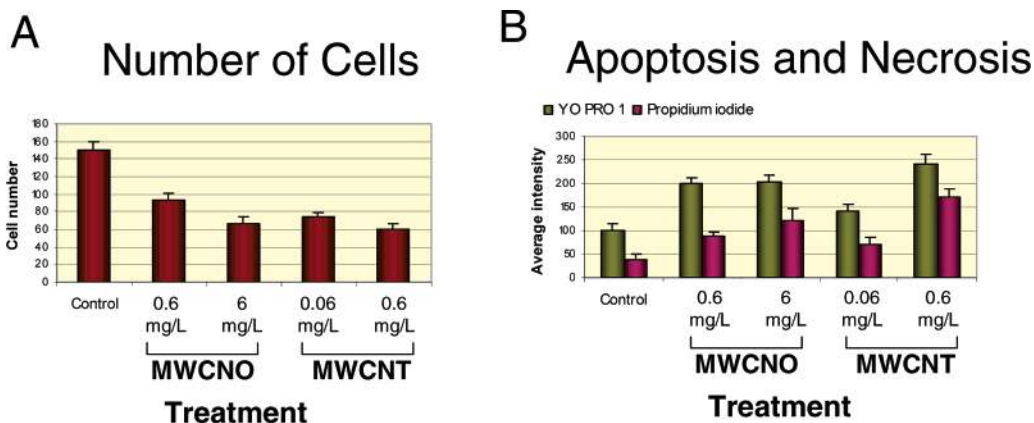 A
Number of Cells
Cell number
180
160
140
120
100
80
60
40
20
0
Control
0.6 mg/L
6 mg/L
0.06 mg/L
0.6 mg/L
MWCNO
MWCNT
Treatment
B
Apoptosis and Necrosis
YO PRO 1
Propidium iodide
Average intensity
300
250
200
150
100
50
0
Control
0.6 mg/L
6 mg/L
0.06 mg/L
0.6 mg/L
MWCNO
MWCNT
Treatment